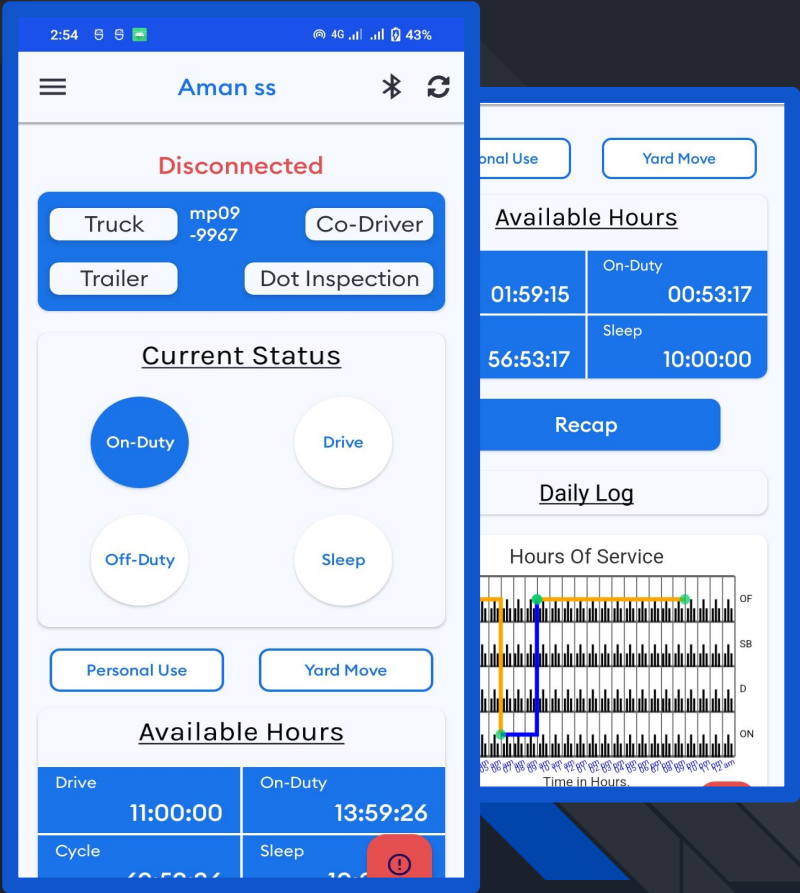 2:54
4G
43%
Aman ss
Disconnected
Truck
mp09
-9967
Co-Driver
Trailer
Dot Inspection
Current Status
On-Duty
Drive
Off-Duty
Sleep
Personal Use
Yard Move
Available Hours
Drive
11:00:00
On-Duty
13:59:26
Cycle
Sleep
onal Use
Yard Move
Available Hours
01:59:15
On-Duty
00:53:17
56:53:17
Sleep
10:00:00
Recap
Daily Log
Hours Of Service
OF
SB
D
ON
Time in Hours.